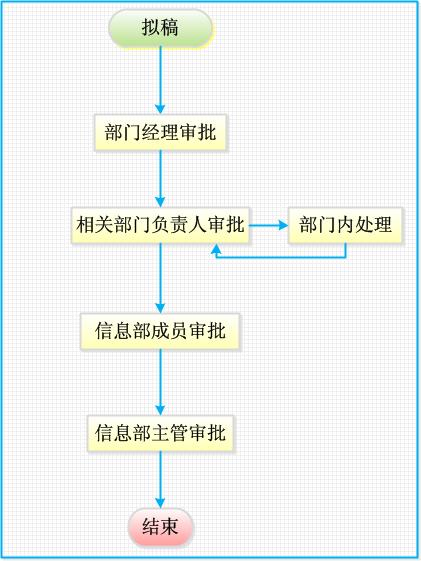 拟稿
部门经理审批
相关部门负责人审批
部门内处理
信息部成员审批
信息部主管审批
结束